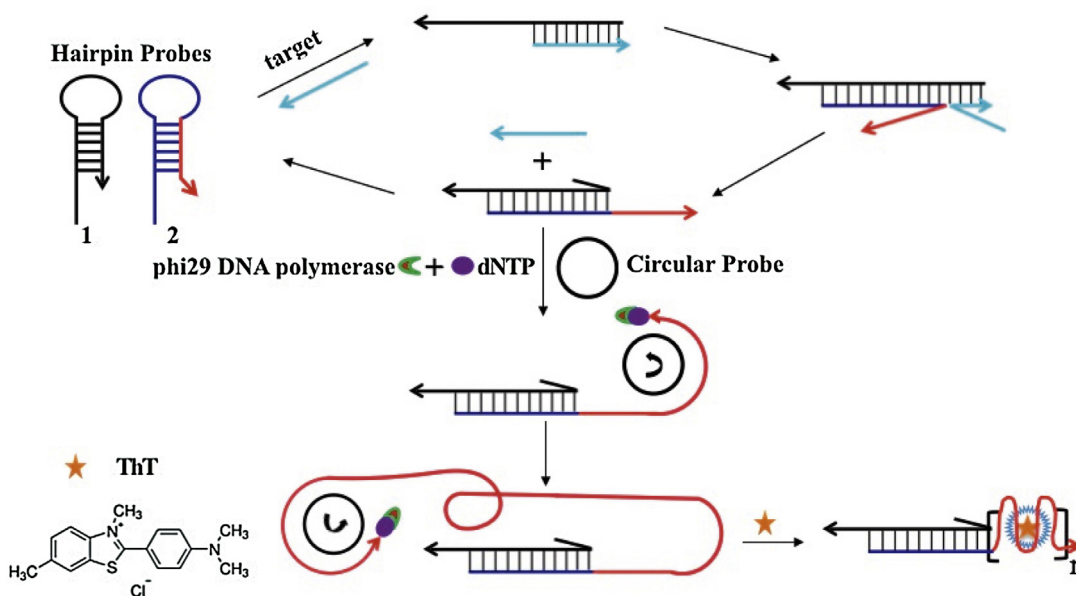 Hairpin Probes
target
1
2
+
phi29 DNA polymerase + dNTP
Circular Probe
ThT
CH₃
N⁺
S
H₃C
N
CH₃
CH₃
Cl⁻
n